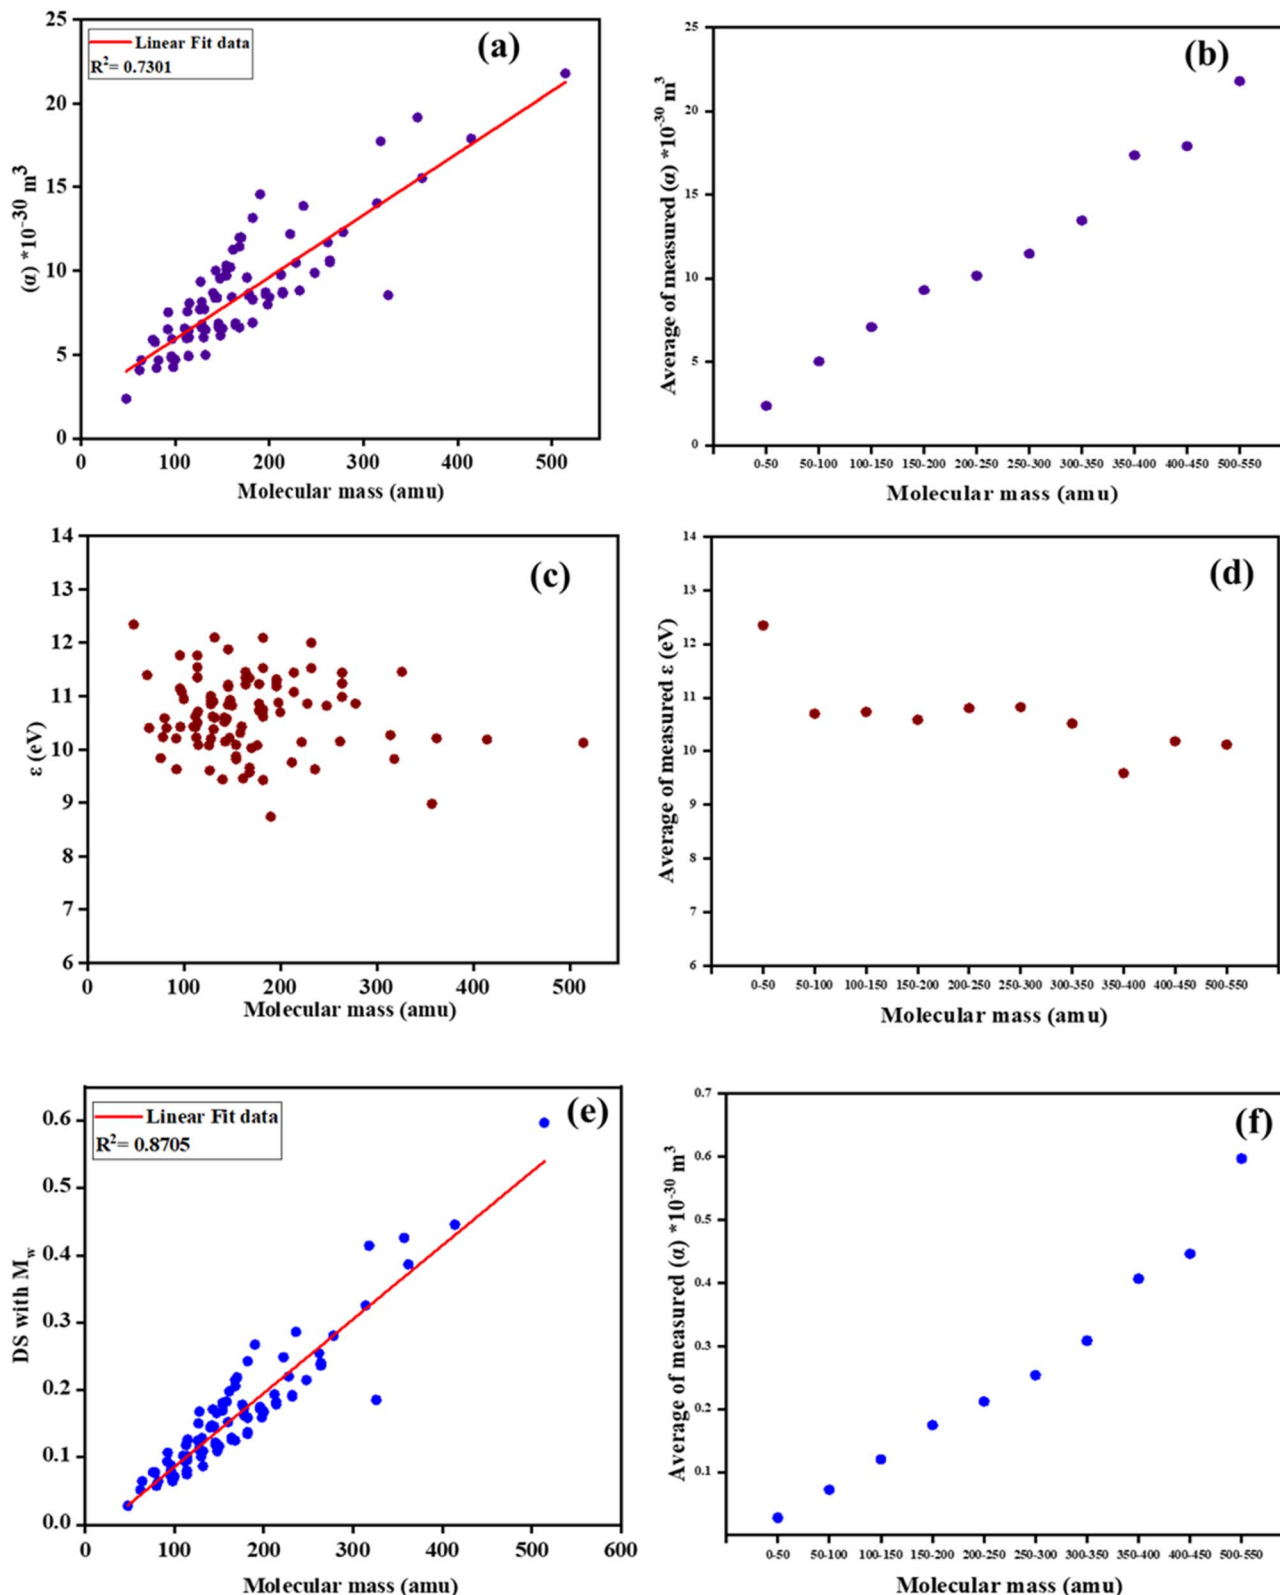 25
20
15
10
5
0
(α) *10⁻³⁰ m³
Linear Fit data
R²= 0.7301
(a)
0 100 200 300 400 500
Molecular mass (amu)
25
20
15
10
5
0
Average of measured (α) *10⁻³⁰ m³
(b)
0-50 50-100 100-150 150-200 200-250 250-300 300-350 350-400 400-450 500-550
Molecular mass (amu)
14
13
12
11
10
9
8
7
6
ε (eV)
(c)
0 100 200 300 400 500
Molecular mass (amu)
14
13
12
11
10
9
8
7
6
Average of measured ε (eV)
(d)
0-50 50-100 100-150 150-200 200-250 250-300 300-350 350-400 400-450 500-550
Molecular mass (amu)
0.6
0.5
0.4
0.3
0.2
0.1
0.0
DS with Mw
Linear Fit data
R²= 0.8705
(e)
0 100 200 300 400 500 600
Molecular mass (amu)
0.7
0.6
0.5
0.4
0.3
0.2
0.1
Average of measured (α) *10⁻³⁰ m³
(f)
0-50 50-100 100-150 150-200 200-250 250-300 300-350 350-400 400-450 500-550
Molecular mass (amu)